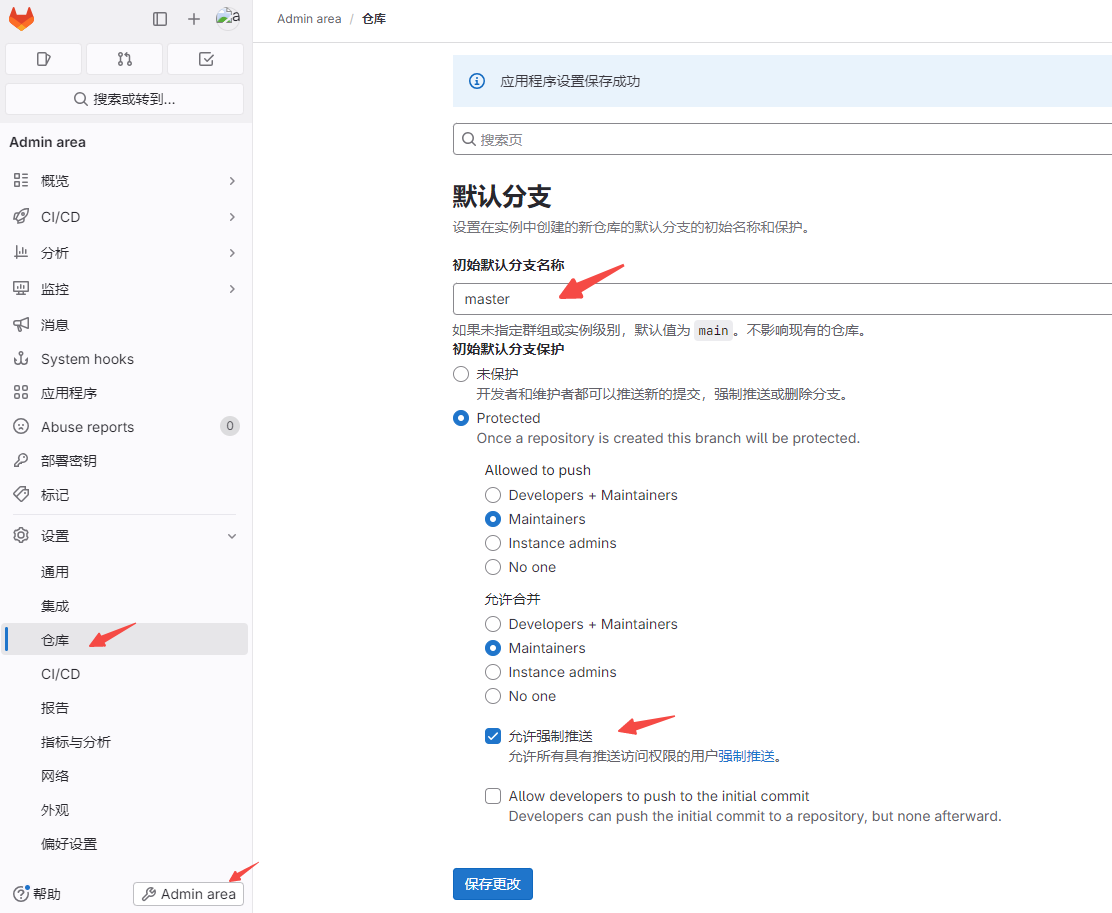 a
Admin area / 仓库
搜索或转到...
Admin area
概览
CI/CD
分析
监控
消息
System hooks
应用程序
Abuse reports 0
部署密钥
标记
设置
通用
集成
仓库
CI/CD
报告
指标与分析
网络
外观
偏好设置
帮助
Admin area
应用程序设置保存成功
搜索页
默认分支
设置在实例中创建的新仓库的默认分支的初始名称和保护。
初始默认分支名称
master
如果未指定群组或实例级别，默认值为 main 。不影响现有的仓库。
初始默认分支保护
未保护
开发者和维护者都可以推送新的提交，强制推送或删除分支。
Protected
Once a repository is created this branch will be protected.
Allowed to push
Developers + Maintainers
Maintainers
Instance admins
No one
允许合并
Developers + Maintainers
Maintainers
Instance admins
No one
允许强制推送
允许所有具有推送访问权限的用户强制推送。
Allow developers to push to the initial commit
Developers can push the initial commit to a repository, but none afterward.
保存更改